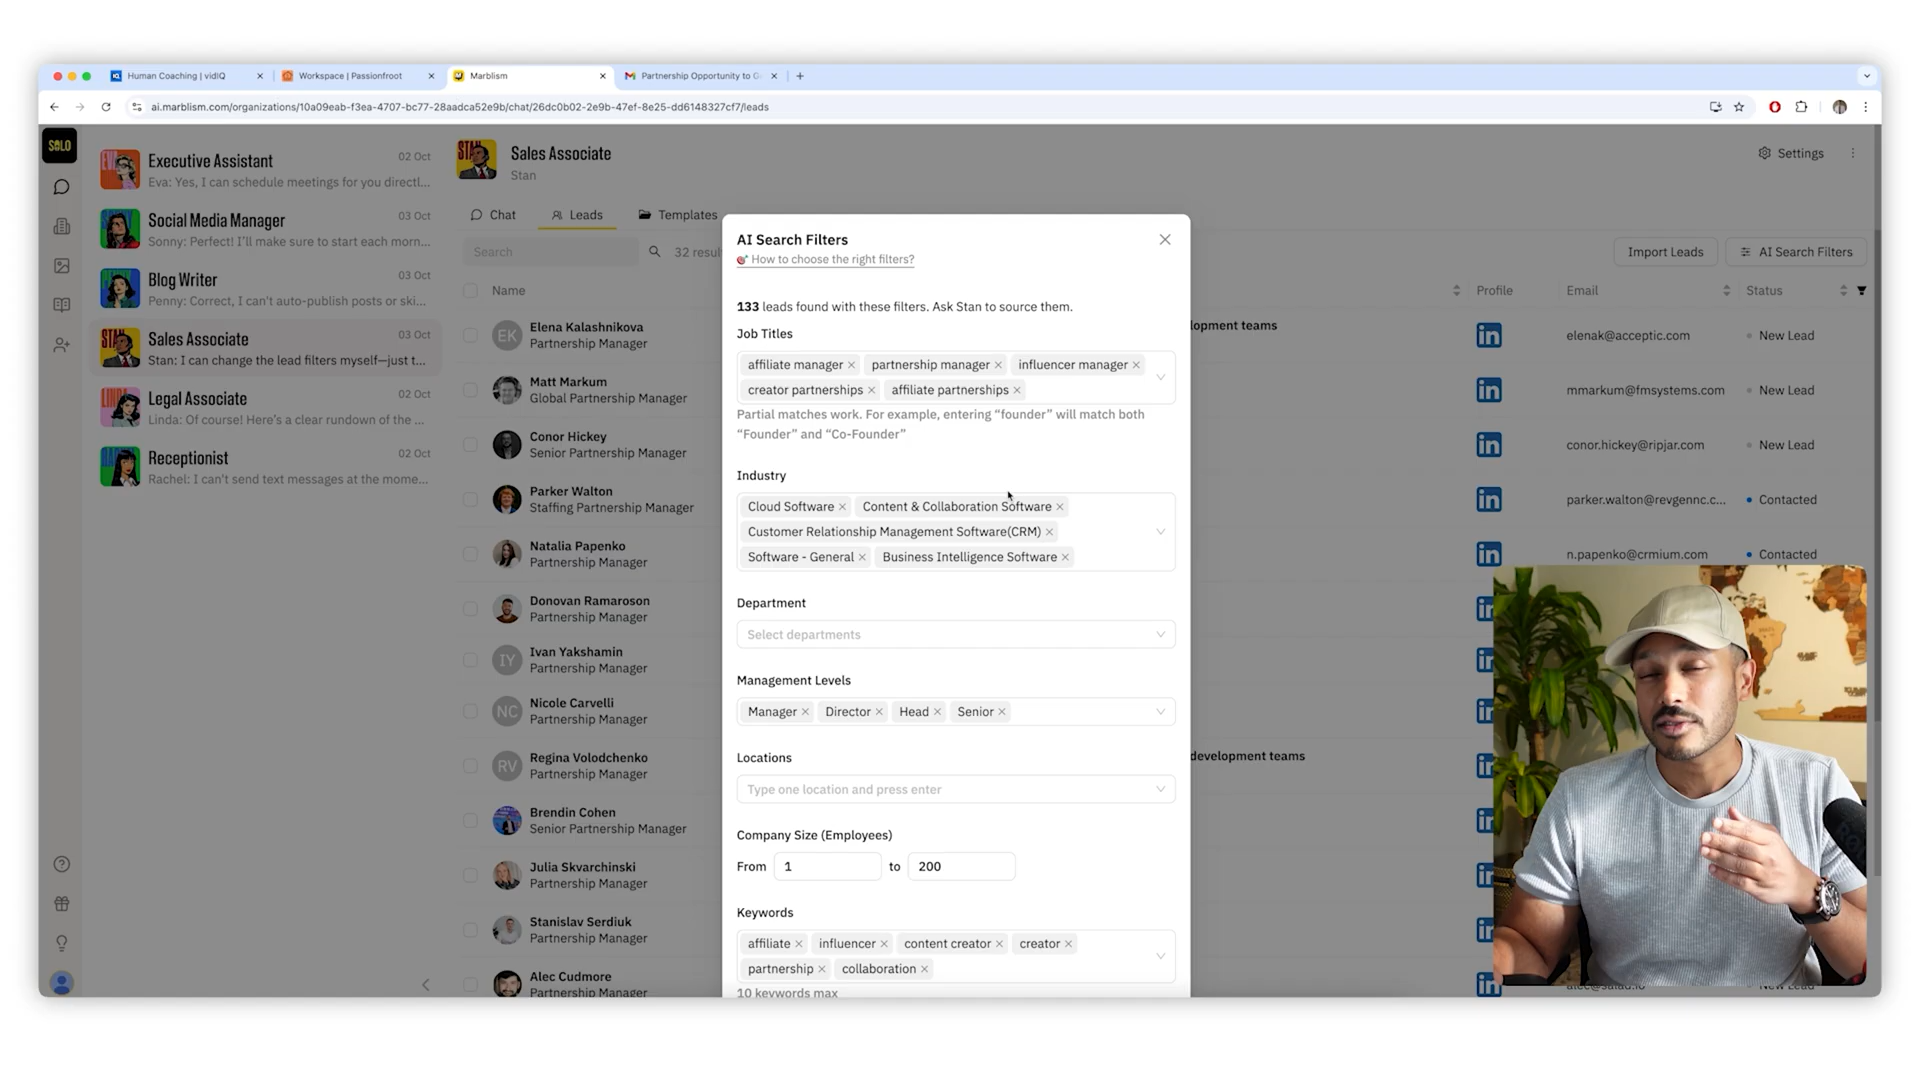 Human Coaching | vidIQ
Workspace | Passionfroot
Marblism
Partnership Opportunity to G
ai.marblism.com/organizations/10a09eab-f3ea-4707-bc77-28aadca52e9b/chat/26dc0b02-2e9b-47ef-8e25-dd6148327cf7/leads
SOLO
Executive Assistant
02 Oct
Eva: Yes, I can schedule meetings for you directl...
Social Media Manager
03 Oct
Sonny: Perfect! I'll make sure to start each morn...
Blog Writer
03 Oct
Penny: Correct, I can't auto-publish posts or ski...
Sales Associate
03 Oct
Stan: I can change the lead filters myself—just t...
Legal Associate
02 Oct
Linda: Of course! Here's a clear rundown of the ...
Receptionist
02 Oct
Rachel: I can't send text messages at the mome...
Sales Associate
Stan
Settings
Chat
Leads
Templates
Search
32 resul
Import Leads
AI Search Filters
Name
Profile
Email
Status
EK
Elena Kalashnikova
Partnership Manager
lopment teams
elenak@acceptic.com
New Lead
Matt Markum
Global Partnership Manager
mmarkum@fmsystems.com
New Lead
Conor Hickey
Senior Partnership Manager
conor.hickey@ripjar.com
New Lead
Parker Walton
Staffing Partnership Manager
parker.walton@revgennc.c...
Contacted
Natalia Papenko
Partnership Manager
n.papenko@crmium.com
Contacted
Donovan Ramaroson
Partnership Manager
IY
Ivan Yakshamin
Partnership Manager
NC
Nicole Carvelli
Partnership Manager
RV
Regina Volodchenko
Partnership Manager
development teams
Brendin Cohen
Senior Partnership Manager
Julia Skvarchinski
Partnership Manager
Stanislav Serdiuk
Partnership Manager
Alec Cudmore
Partnership Manager
AI Search Filters
How to choose the right filters?
133 leads found with these filters. Ask Stan to source them.
Job Titles
affiliate manager
partnership manager
influencer manager
creator partnerships
affiliate partnerships
Partial matches work. For example, entering “founder” will match both
“Founder” and “Co-Founder”
Industry
Cloud Software
Content & Collaboration Software
Customer Relationship Management Software(CRM)
Software - General
Business Intelligence Software
Department
Select departments
Management Levels
Manager
Director
Head
Senior
Locations
Type one location and press enter
Company Size (Employees)
From 1 to 200
Keywords
affiliate
influencer
content creator
creator
partnership
collaboration
10 keywords max